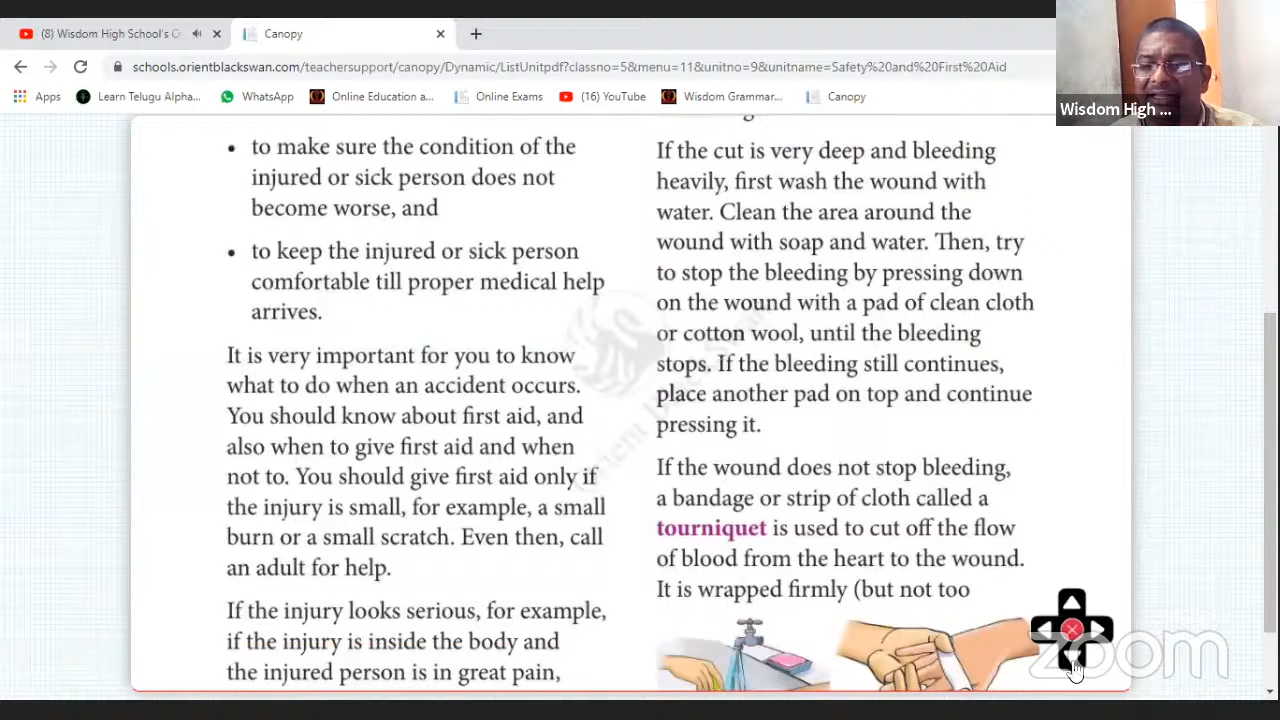 (8) Wisdom High School's O
Canopy
schools.orientblackswan.com/teachersupport/canopy/Dynamic/ListUnitpdf?classno=5&menu=11&unitno=9&unitname=Safety%20and%20First%20Aid
Apps
Learn Telugu Alpha...
WhatsApp
Online Education a...
Online Exams
(16) YouTube
Wisdom Grammar...
Canopy
Wisdom High ...
• to make sure the condition of the
injured or sick person does not
become worse, and
• to keep the injured or sick person
comfortable till proper medical help
arrives.
It is very important for you to know
what to do when an accident occurs.
You should know about first aid, and
also when to give first aid and when
not to. You should give first aid only if
the injury is small, for example, a small
burn or a small scratch. Even then, call
an adult for help.
If the injury looks serious, for example,
if the injury is inside the body and
the injured person is in great pain,
If the cut is very deep and bleeding
heavily, first wash the wound with
water. Clean the area around the
wound with soap and water. Then, try
to stop the bleeding by pressing down
on the wound with a pad of clean cloth
or cotton wool, until the bleeding
stops. If the bleeding still continues,
place another pad on top and continue
pressing it.
If the wound does not stop bleeding,
a bandage or strip of cloth called a
tourniquet is used to cut off the flow
of blood from the heart to the wound.
It is wrapped firmly (but not too
zoom